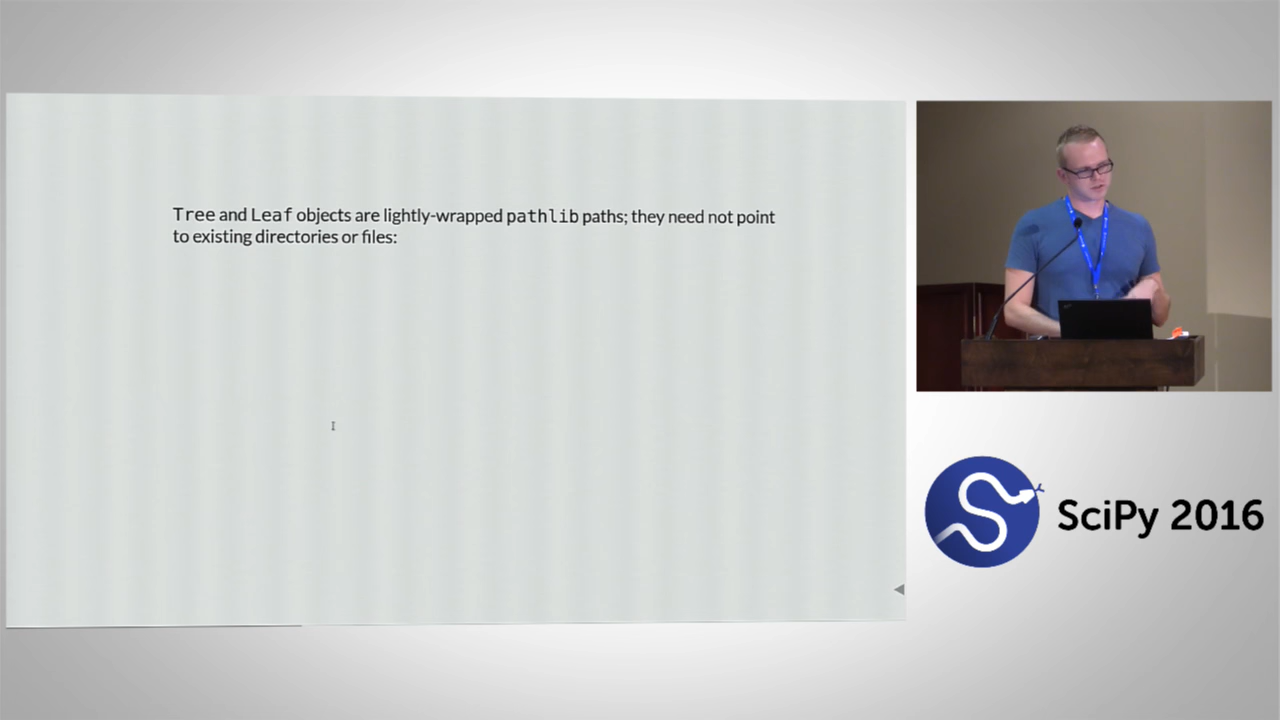 Tree and Leaf objects are lightly-wrapped pathlib paths; they need not point
to existing directories or files:
SciPy 2016